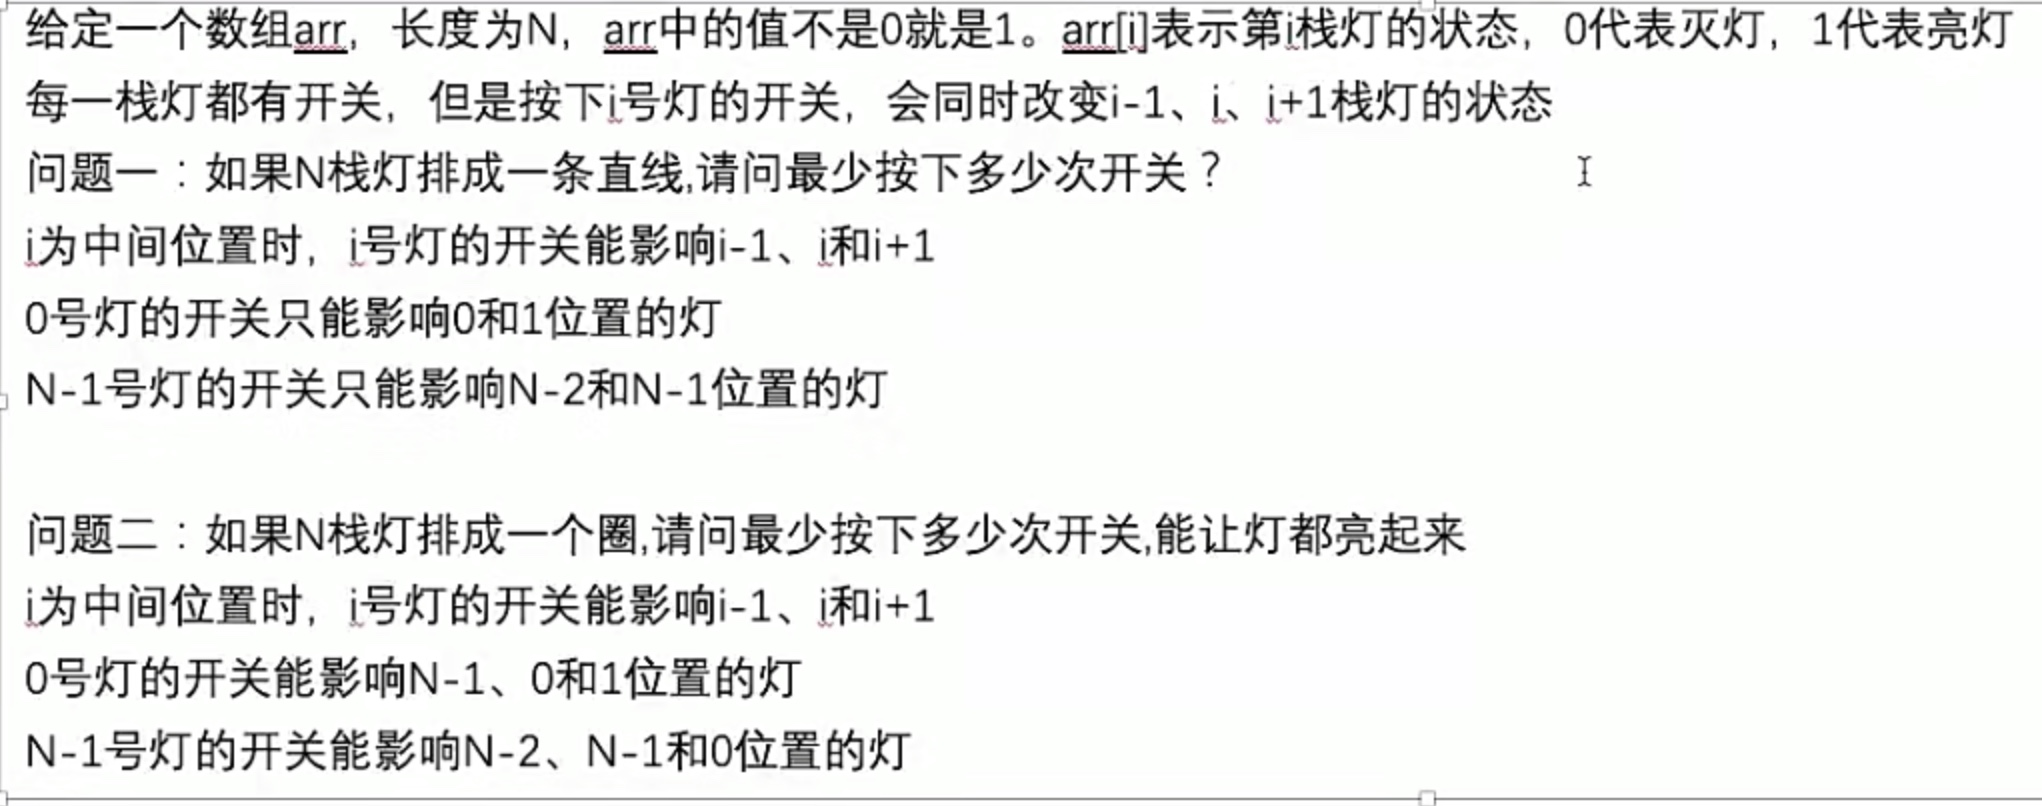 给定一个数组arr，长度为N，arr中的值不是0就是1。arr[i]表示第i栈灯的状态，0代表灭灯，1代表亮灯
每一栈灯都有开关，但是按下i号灯的开关，会同时改变i-1、i、i+1栈灯的状态
问题一：如果N栈灯排成一条直线,请问最少按下多少次开关？
i为中间位置时，i号灯的开关能影响i-1、i和i+1
0号灯的开关只能影响0和1位置的灯
N-1号灯的开关只能影响N-2和N-1位置的灯
问题二：如果N栈灯排成一个圈,请问最少按下多少次开关,能让灯都亮起来
i为中间位置时，i号灯的开关能影响i-1、i和i+1
0号灯的开关能影响N-1、0和1位置的灯
N-1号灯的开关能影响N-2、N-1和0位置的灯